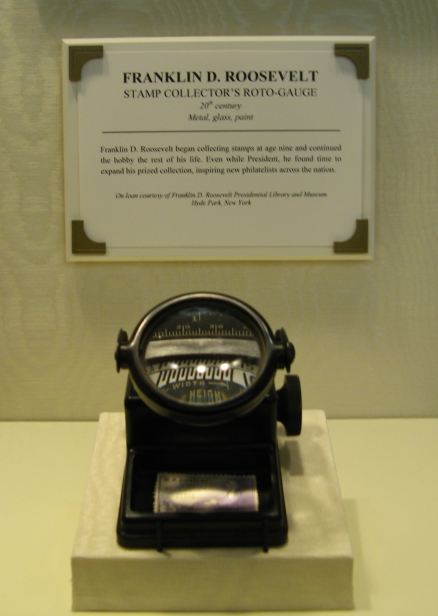 FRANKLIN D. ROOSEVELT
STAMP COLLECTOR'S ROTO-GAUGE
20th century
Metal, glass, paint
Franklin D. Roosevelt began collecting stamps at age nine and continued
the hobby the rest of his life. Even while President, he found time to
expand his prized collection, inspiring new philatelists across the nation.
On loan courtesy of Franklin D. Roosevelt Presidential Library and Museum
Hyde Park, New York
WIDTH
HEIGHT